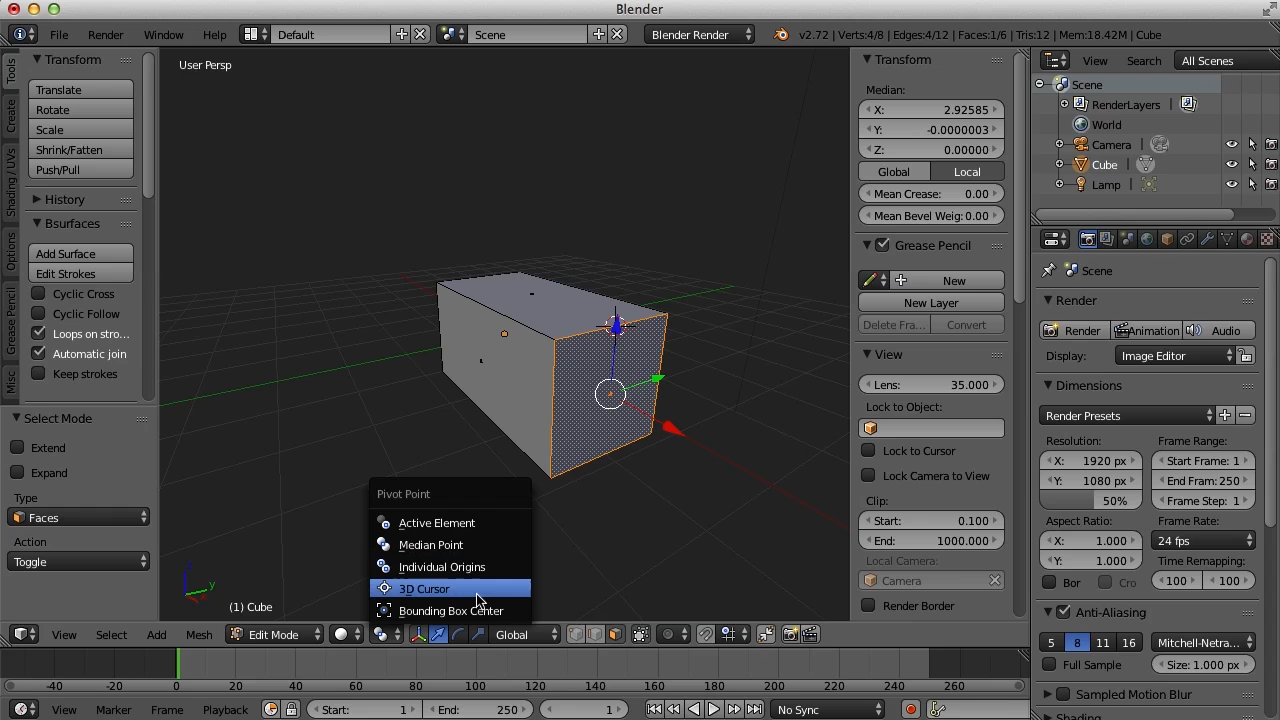 Blender
File Render Window Help Default Scene Blender Render v2.72 | Verts:4/8 | Edges:4/12 | Faces:1/6 | Tris:12 | Mem:18.42M | Cube
Tools
Create
Shading / UVs
Options
Grease Pencil
Misc
Transform
Translate
Rotate
Scale
Shrink/Fatten
Push/Pull
History
Bsurfaces
Add Surface
Edit Strokes
Cyclic Cross
Cyclic Follow
Loops on stro...
Automatic join
Keep strokes
Select Mode
Extend
Expand
Type
Faces
Action
Toggle
User Persp
Pivot Point
Active Element
Median Point
Individual Origins
3D Cursor
Bounding Box Center
y
(1) Cube
View Select Add Mesh Edit Mode Global
Transform
Median:
X: 2.92585
Y: -0.0000003
Z: 0.00000
Global Local
Mean Crease: 0.00
Mean Bevel Weig: 0.00
Grease Pencil
New
New Layer
Delete Fra... Convert
View
Lens: 35.000
Lock to Object:
Lock to Cursor
Lock Camera to View
Clip:
Start: 0.100
End: 1000.000
Local Camera:
Camera
Render Border
View Search All Scenes
Scene
RenderLayers |
World
Camera |
Cube |
Lamp |
Scene
Render
Render Animation Audio
Display: Image Editor
Dimensions
Render Presets
Resolution: Frame Range:
X: 1920 px Start Frame: 1
Y: 1080 px End Fram: 250
50% Frame Step: 1
Aspect Ratio: Frame Rate:
X: 1.000 24 fps
Y: 1.000 Time Remapping:
Bor Cro 100 100
Anti-Aliasing
5 8 11 16 Mitchell-Netra...
Full Sample Size: 1.000 px
Sampled Motion Blur
Shading
-40 -20 0 20 40 60 80 100 120 140 160 180 200 220 240 260
View Marker Frame Playback Start: 1 End: 250 1 No Sync